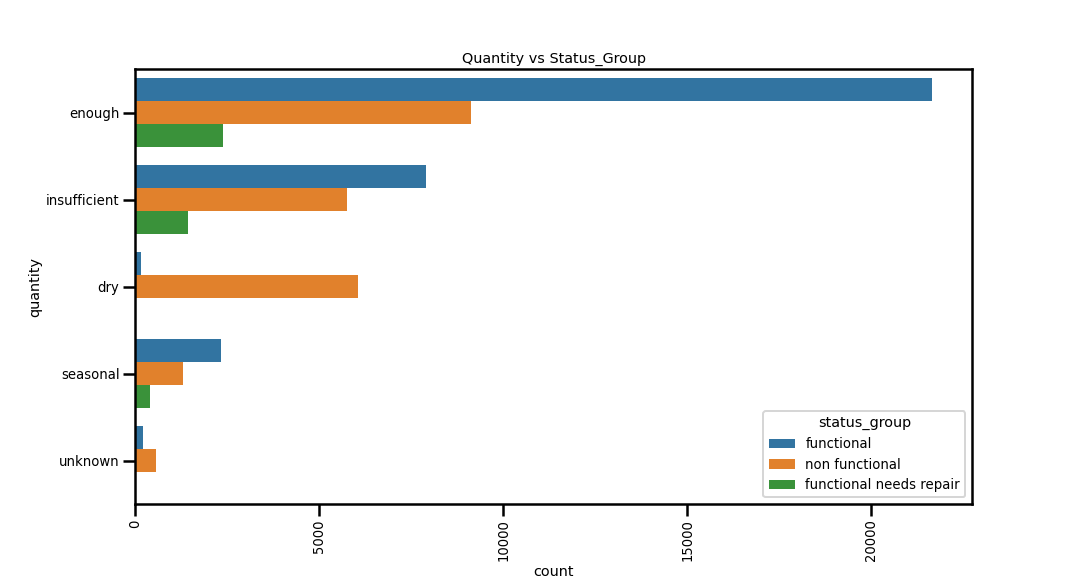 Quantity vs Status_Group
quantity
enough
insufficient
dry
seasonal
unknown
status_group
functional
non functional
functional needs repair
0
5000
10000
15000
20000
count